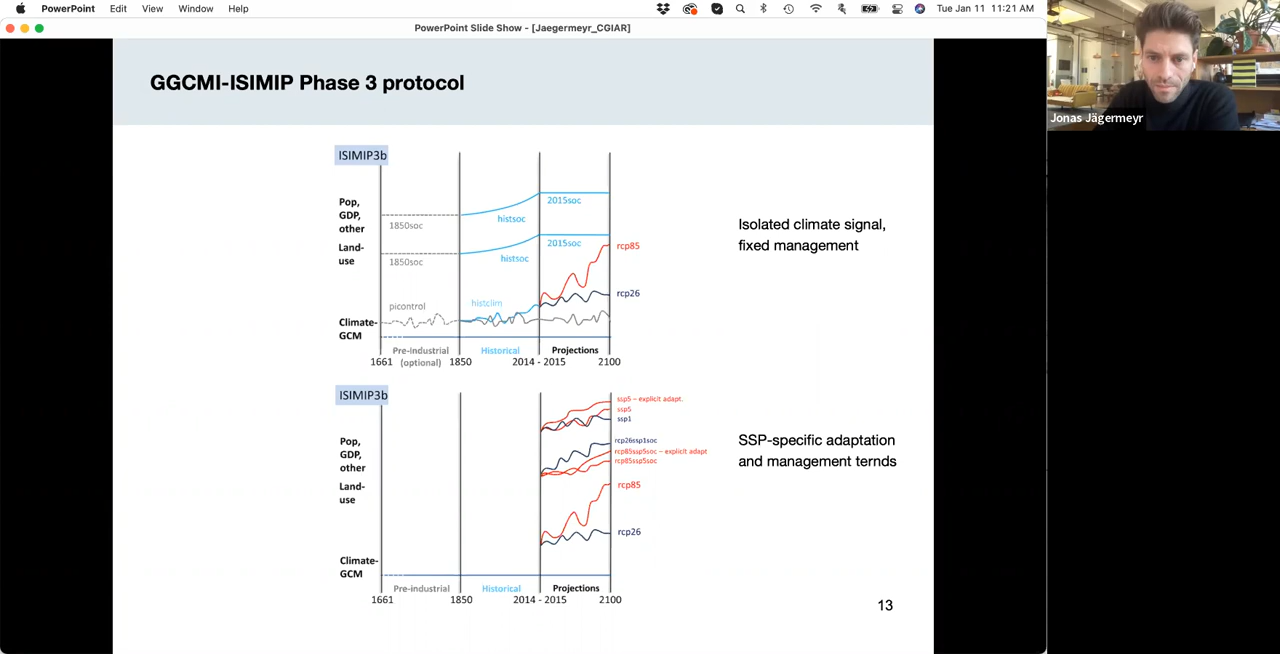 PowerPoint Edit View Window Help Tue Jan 11 11:21 AM
PowerPoint Slide Show - [Jaegermeyr_CGIAR]
Jonas Jägermeyr
GGCMI-ISIMIP Phase 3 protocol
ISIMIP3b
Pop,
GDP,
other
1850soc
histsoc
2015soc
Land-
use
1850soc
histsoc
2015soc
rcp85
rcp26
picontrol
histclim
Climate-
GCM
Pre-industrial
(optional)
Historical
Projections
1661 1850 2014 - 2015 2100
Isolated climate signal,
fixed management
ISIMIP3b
ssp5 – explicit adapt.
ssp5
ssp1
Pop,
GDP,
other
rcp26ssp1soc
rcp85ssp5soc – explicit adapt
rcp85ssp5soc
Land-
use
rcp85
rcp26
Climate-
GCM
Pre-industrial Historical Projections
1661 1850 2014 - 2015 2100
SSP-specific adaptation
and management ternds
13